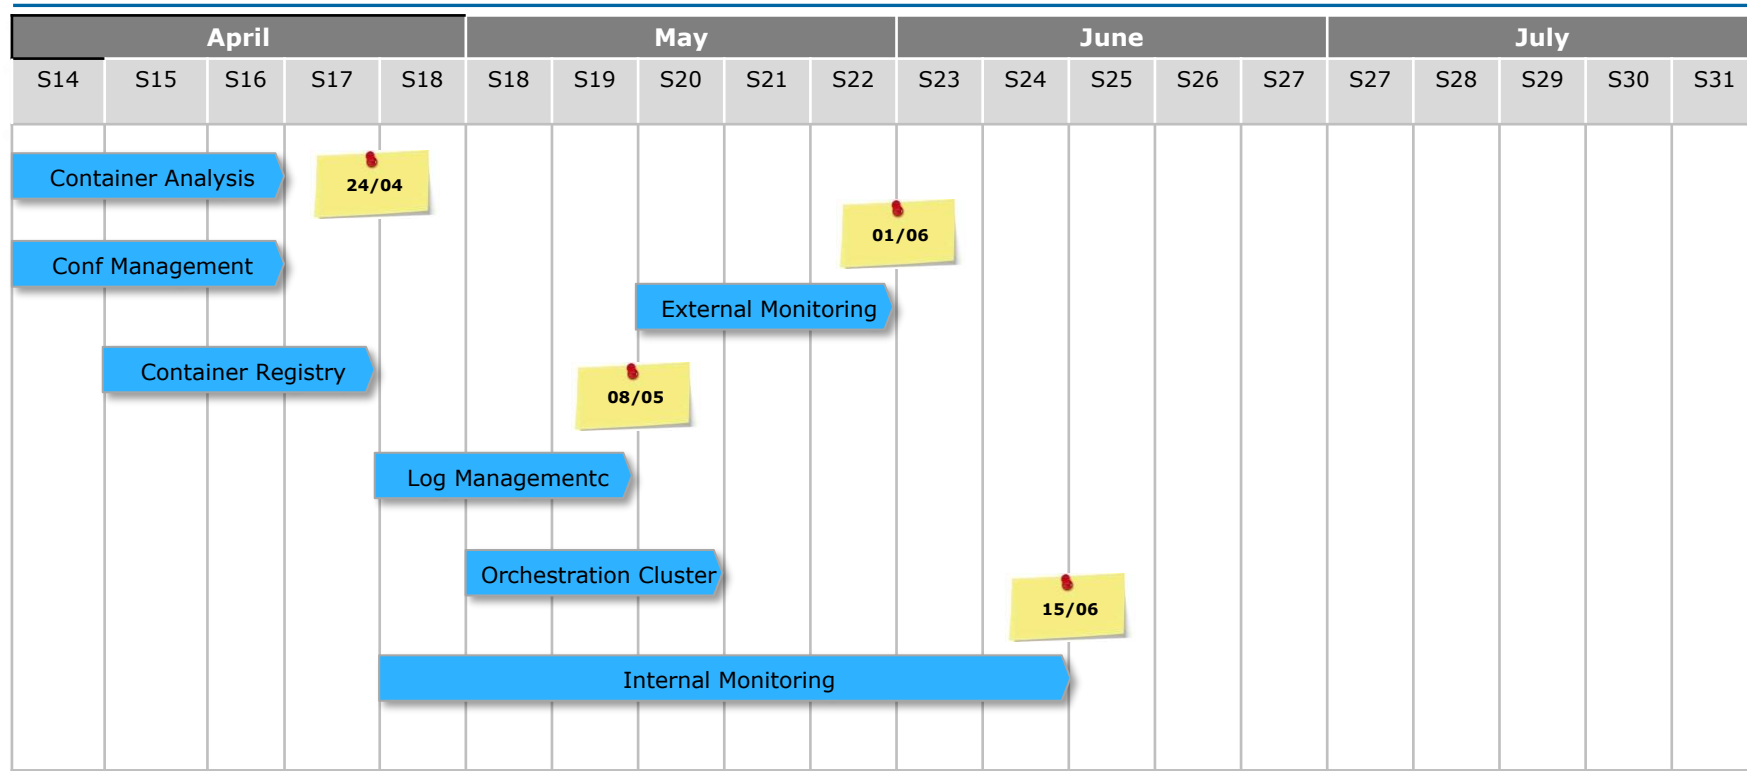 April May June July
S14 S15 S16 S17 S18 S18 S19 S20 S21 S22 S23 S24 S25 S26 S27 S27 S28 S29 S30 S31
Container Analysis
24/04
01/06
Conf Management
External Monitoring
Container Registry
08/05
Log Managementc
Orchestration Cluster
15/06
Internal Monitoring